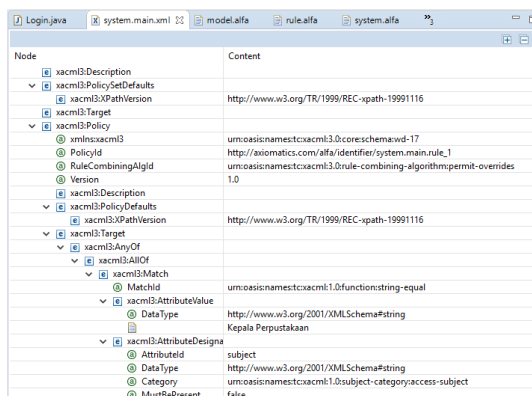 Login.java system.main.xml model.alfa rule.alfa system.alfa »3
Node Content
xacml3:Description
xacml3:PolicySetDefaults
xacml3:XPathVersion http://www.w3.org/TR/1999/REC-xpath-19991116
xacml3:Target
xacml3:Policy
xmlns:xacml3 urn:oasis:names:tc:xacml:3.0:core:schema:wd-17
PolicyId http://axiomatics.com/alfa/identifier/system.main.rule_1
RuleCombiningAlgId urn:oasis:names:tc:xacml:3.0:rule-combining-algorithm:permit-overrides
Version 1.0
xacml3:Description
xacml3:PolicyDefaults
xacml3:XPathVersion http://www.w3.org/TR/1999/REC-xpath-19991116
xacml3:Target
xacml3:AnyOf
xacml3:AllOf
xacml3:Match
MatchId urn:oasis:names:tc:xacml:1.0:function:string-equal
xacml3:AttributeValue
DataType http://www.w3.org/2001/XMLSchema#string
Kepala Perpustakaan
xacml3:AttributeDesigna
AttributeId subject
DataType http://www.w3.org/2001/XMLSchema#string
Category urn:oasis:names:tc:xacml:1.0:subject-category:access-subject
MustBePresent false